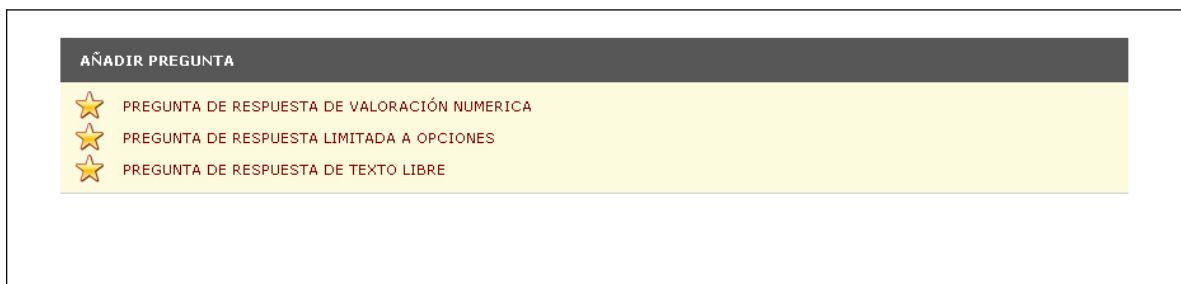 AÑADIR PREGUNTA
PREGUNTA DE RESPUESTA DE VALORACIÓN NUMERICA
PREGUNTA DE RESPUESTA LIMITADA A OPCIONES
PREGUNTA DE RESPUESTA DE TEXTO LIBRE